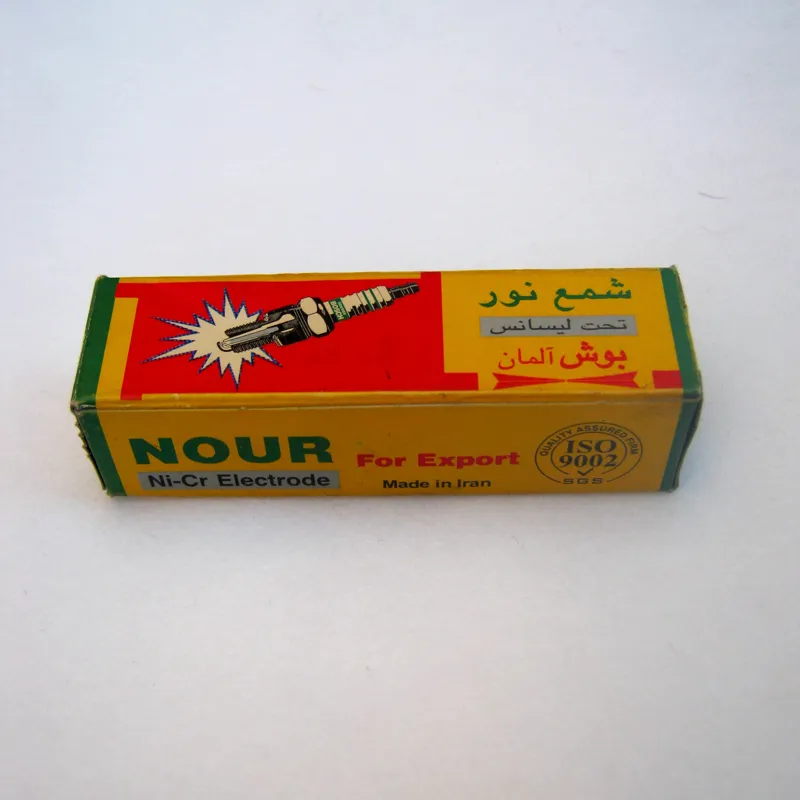 شمع نور
تحت لیسانس
بوش آلمان
NOUR
Ni-Cr Electrode
For Export
Made in Iran
QUALITY ASSURED FIRM
ISO
9002
SGS